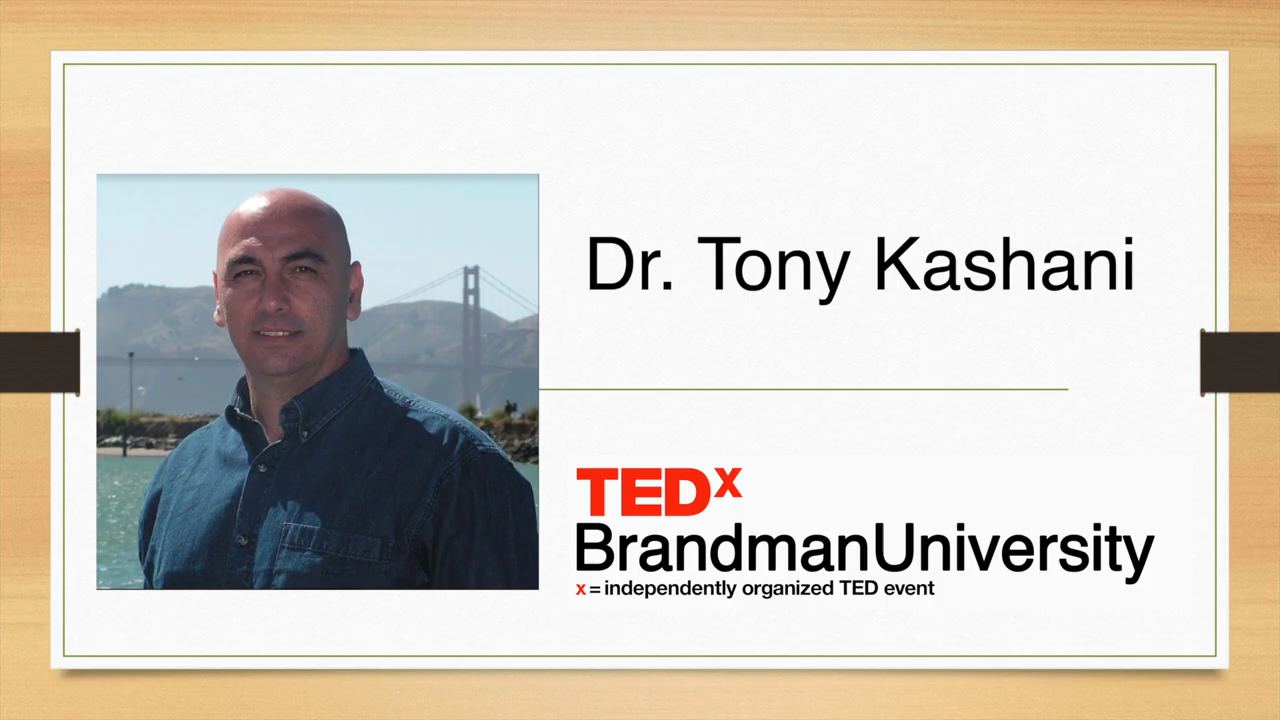 Dr. Tony Kashani
TEDx
BrandmanUniversity
x = independently organized TED event